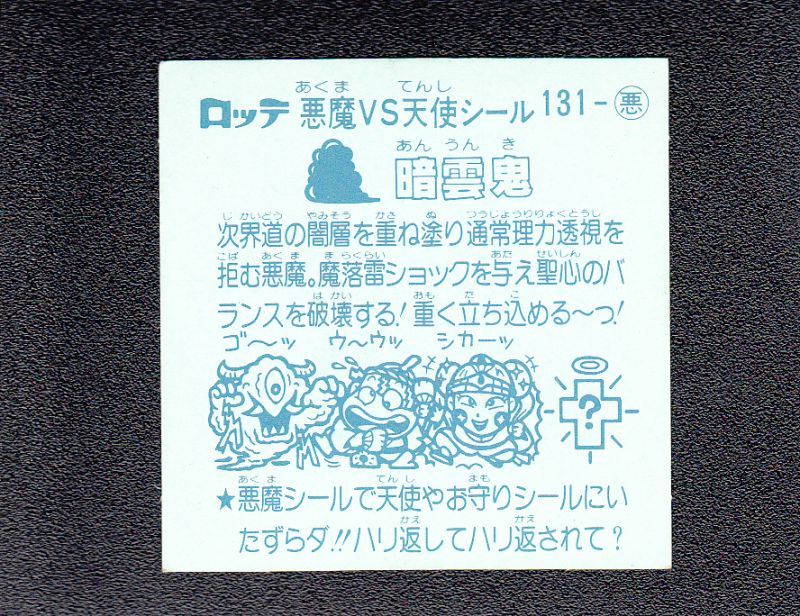 あくま てんし
ロッテ 悪魔VS天使シール 131-悪
あん うん き
暗雲鬼
じ かいどう やみそう かさ ぬ つうじょうりりょくとうし
次界道の闇層を重ね塗り通常理力透視を
こば あく ま ま らくらい あた せいしん
拒む悪魔。魔落雷ショックを与え聖心のバ
は かい おも た こ
ランスを破壊する!重く立ち込める〜っ!
ゴ〜ッ ウ〜ウッ シカーッ
?
あく ま てん し まも
★悪魔シールで天使やお守りシールにい
かえ かえ
たずらダ!!ハリ返してハリ返されて?